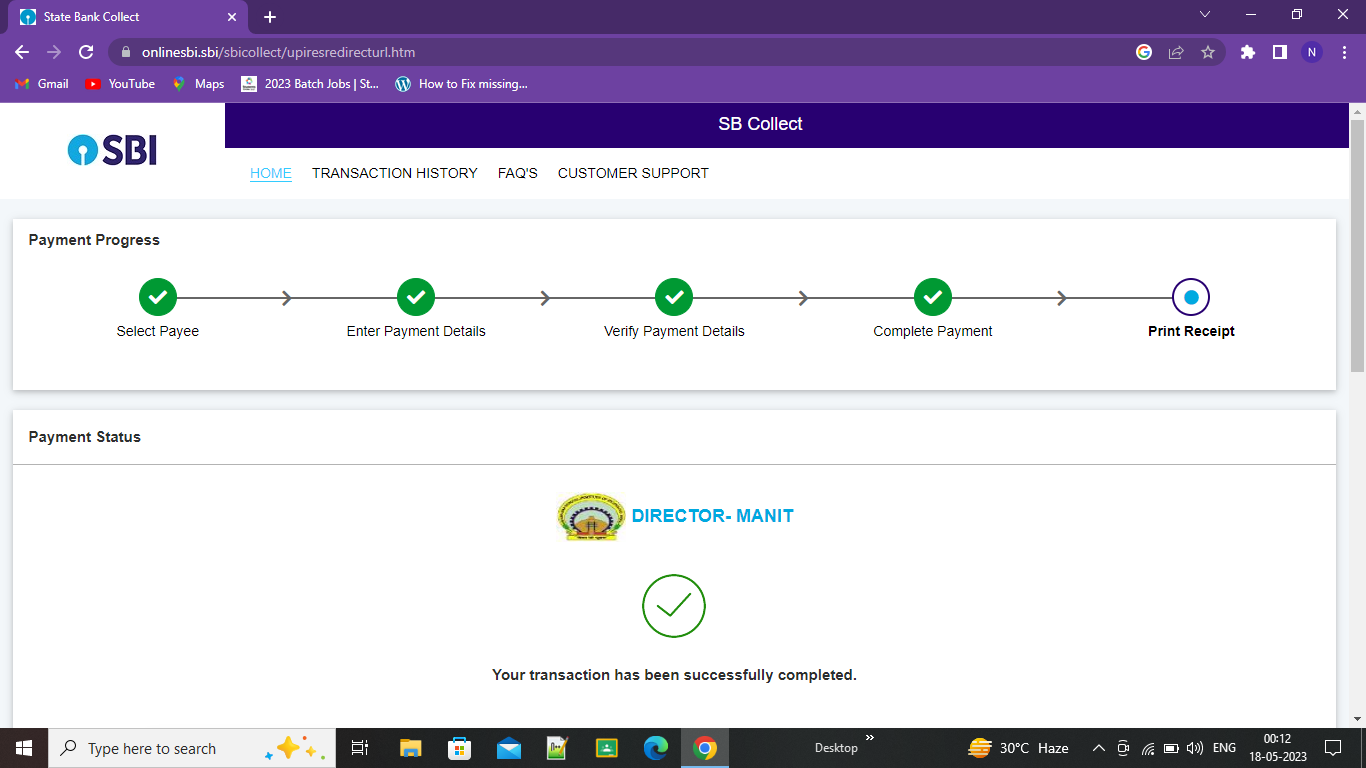 State Bank Collect
onlinesbi.sbi/sbicollect/upiresredirecturl.htm
N
Gmail
YouTube
Maps
2023 Batch Jobs | St...
How to Fix missing...
SBI
SB Collect
HOME
TRANSACTION HISTORY
FAQ'S
CUSTOMER SUPPORT
Payment Progress
Select Payee
Enter Payment Details
Verify Payment Details
Complete Payment
Print Receipt
Payment Status
DIRECTOR- MANIT
Your transaction has been successfully completed.
Type here to search
Desktop
30°C Haze
ENG
00:12
18-05-2023